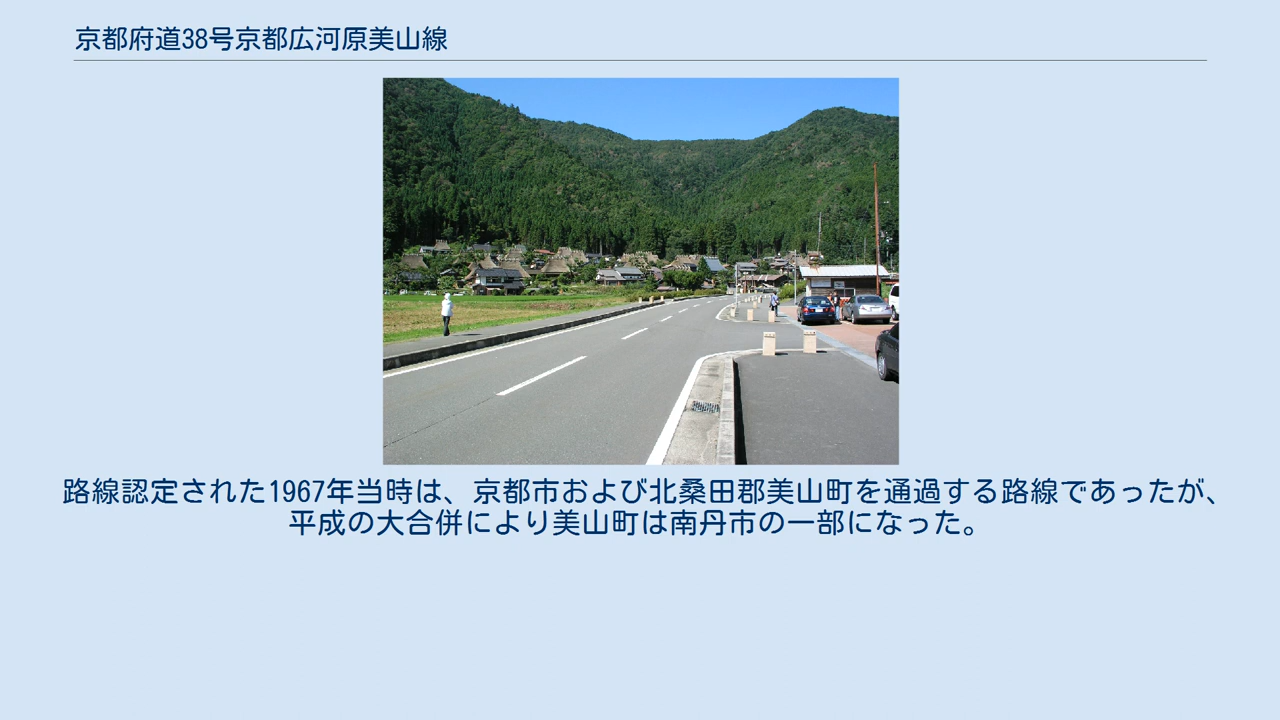 京都府道38号京都広河原美山線
路線認定された1967年当時は、京都市および北桑田郡美山町を通過する路線であったが、
平成の大合併により美山町は南丹市の一部になった。